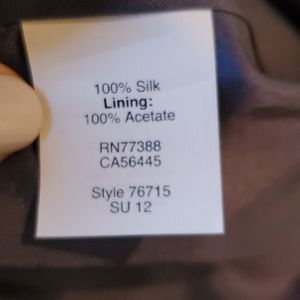 100% Silk
Lining:
100% Acetate
RN77388
CA56445
Style 76715
SU 12